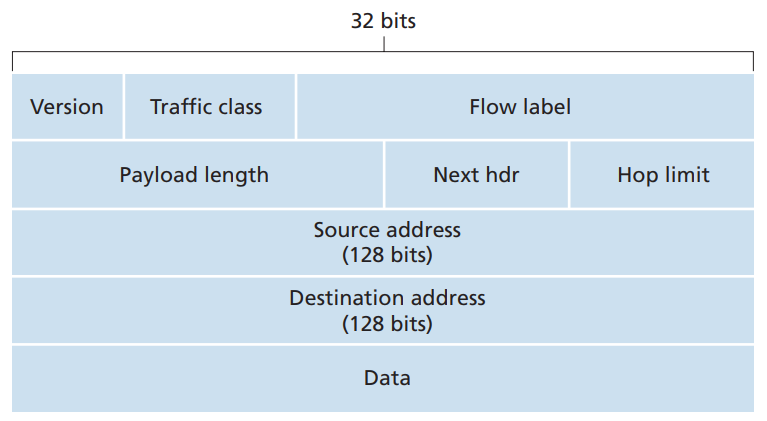 32 bits
Version Traffic class Flow label
Payload length Next hdr Hop limit
Source address
(128 bits)
Destination address
(128 bits)
Data